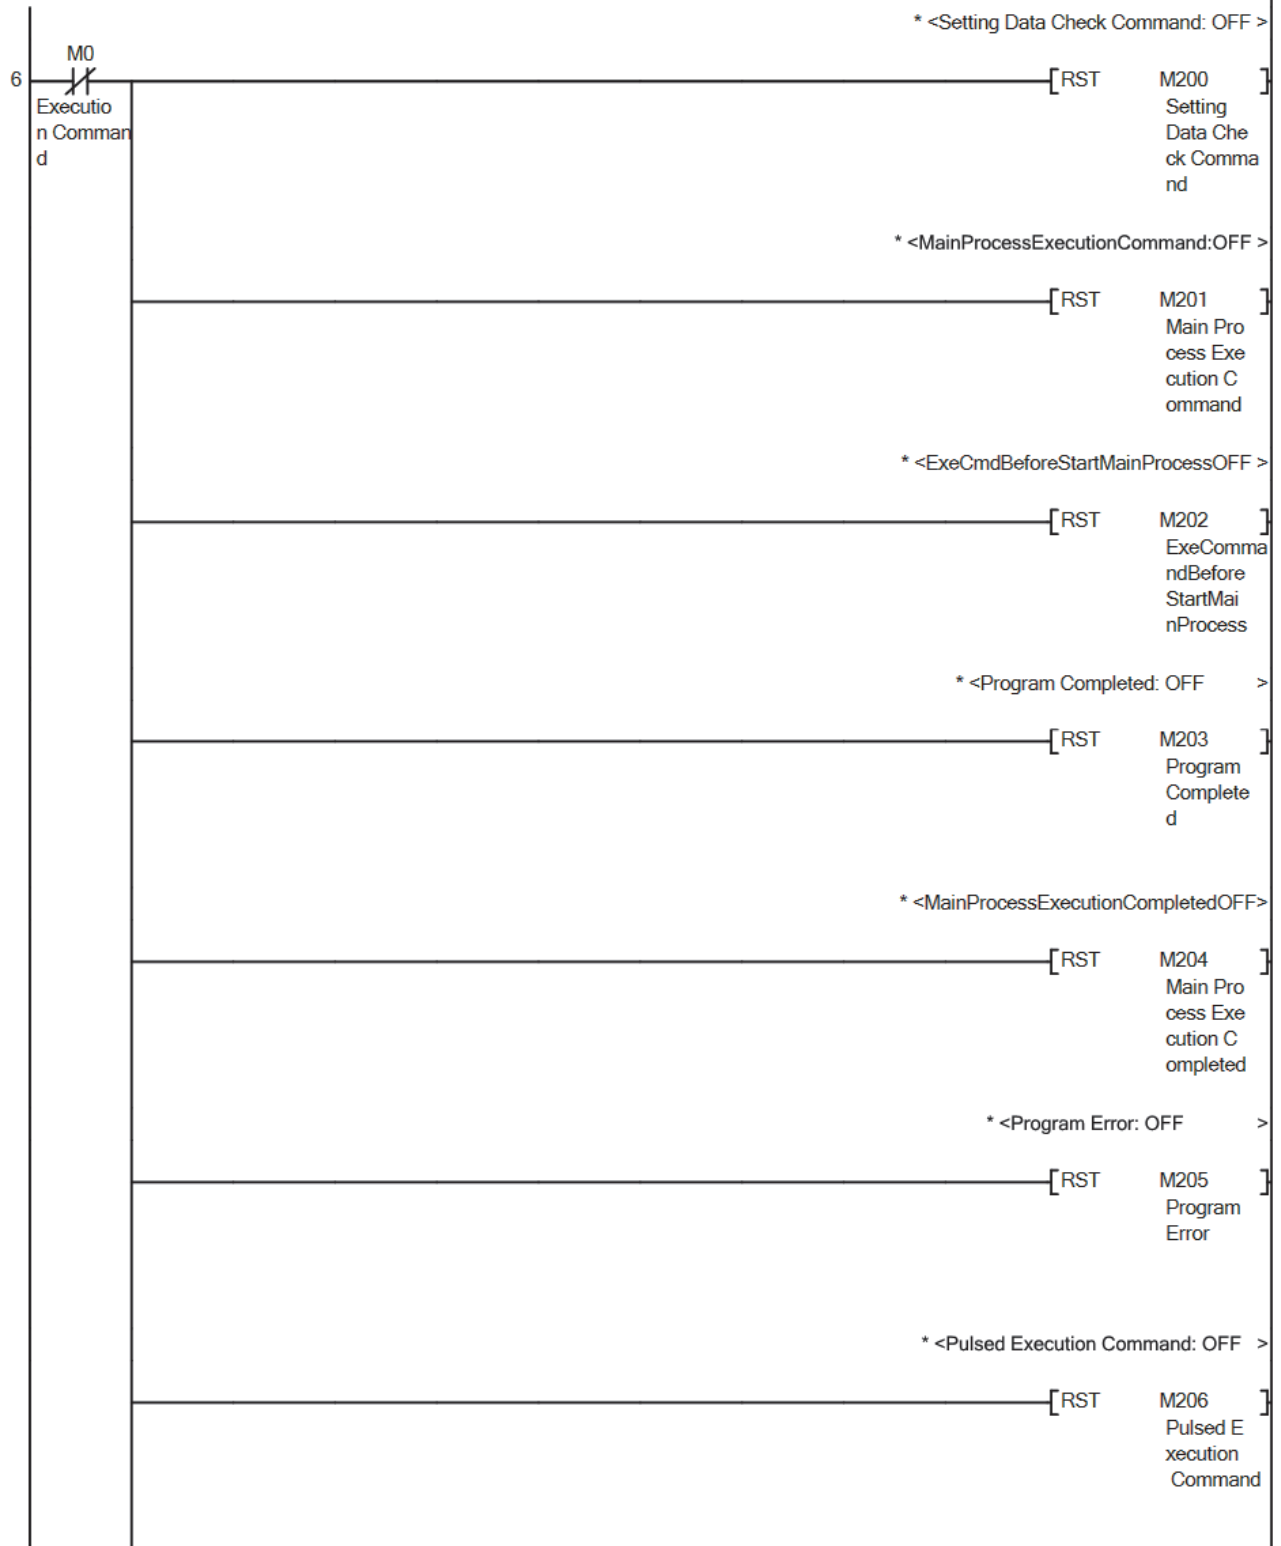 * <Setting Data Check Command: OFF >
M0
6
[RST M200 ]
Executio
n Comman
d
Setting
Data Che
ck Comma
nd
* <MainProcessExecutionCommand:OFF >
[RST M201 ]
Main Pro
cess Exe
cution C
ommand
* <ExeCmdBeforeStartMainProcessOFF >
[RST M202 ]
ExeComma
ndBefore
StartMai
nProcess
* <Program Completed: OFF >
[RST M203 ]
Program
Complete
d
* <MainProcessExecutionCompletedOFF>
[RST M204 ]
Main Pro
cess Exe
cution C
ompleted
* <Program Error: OFF >
[RST M205 ]
Program
Error
* <Pulsed Execution Command: OFF >
[RST M206 ]
Pulsed E
xecution
Command